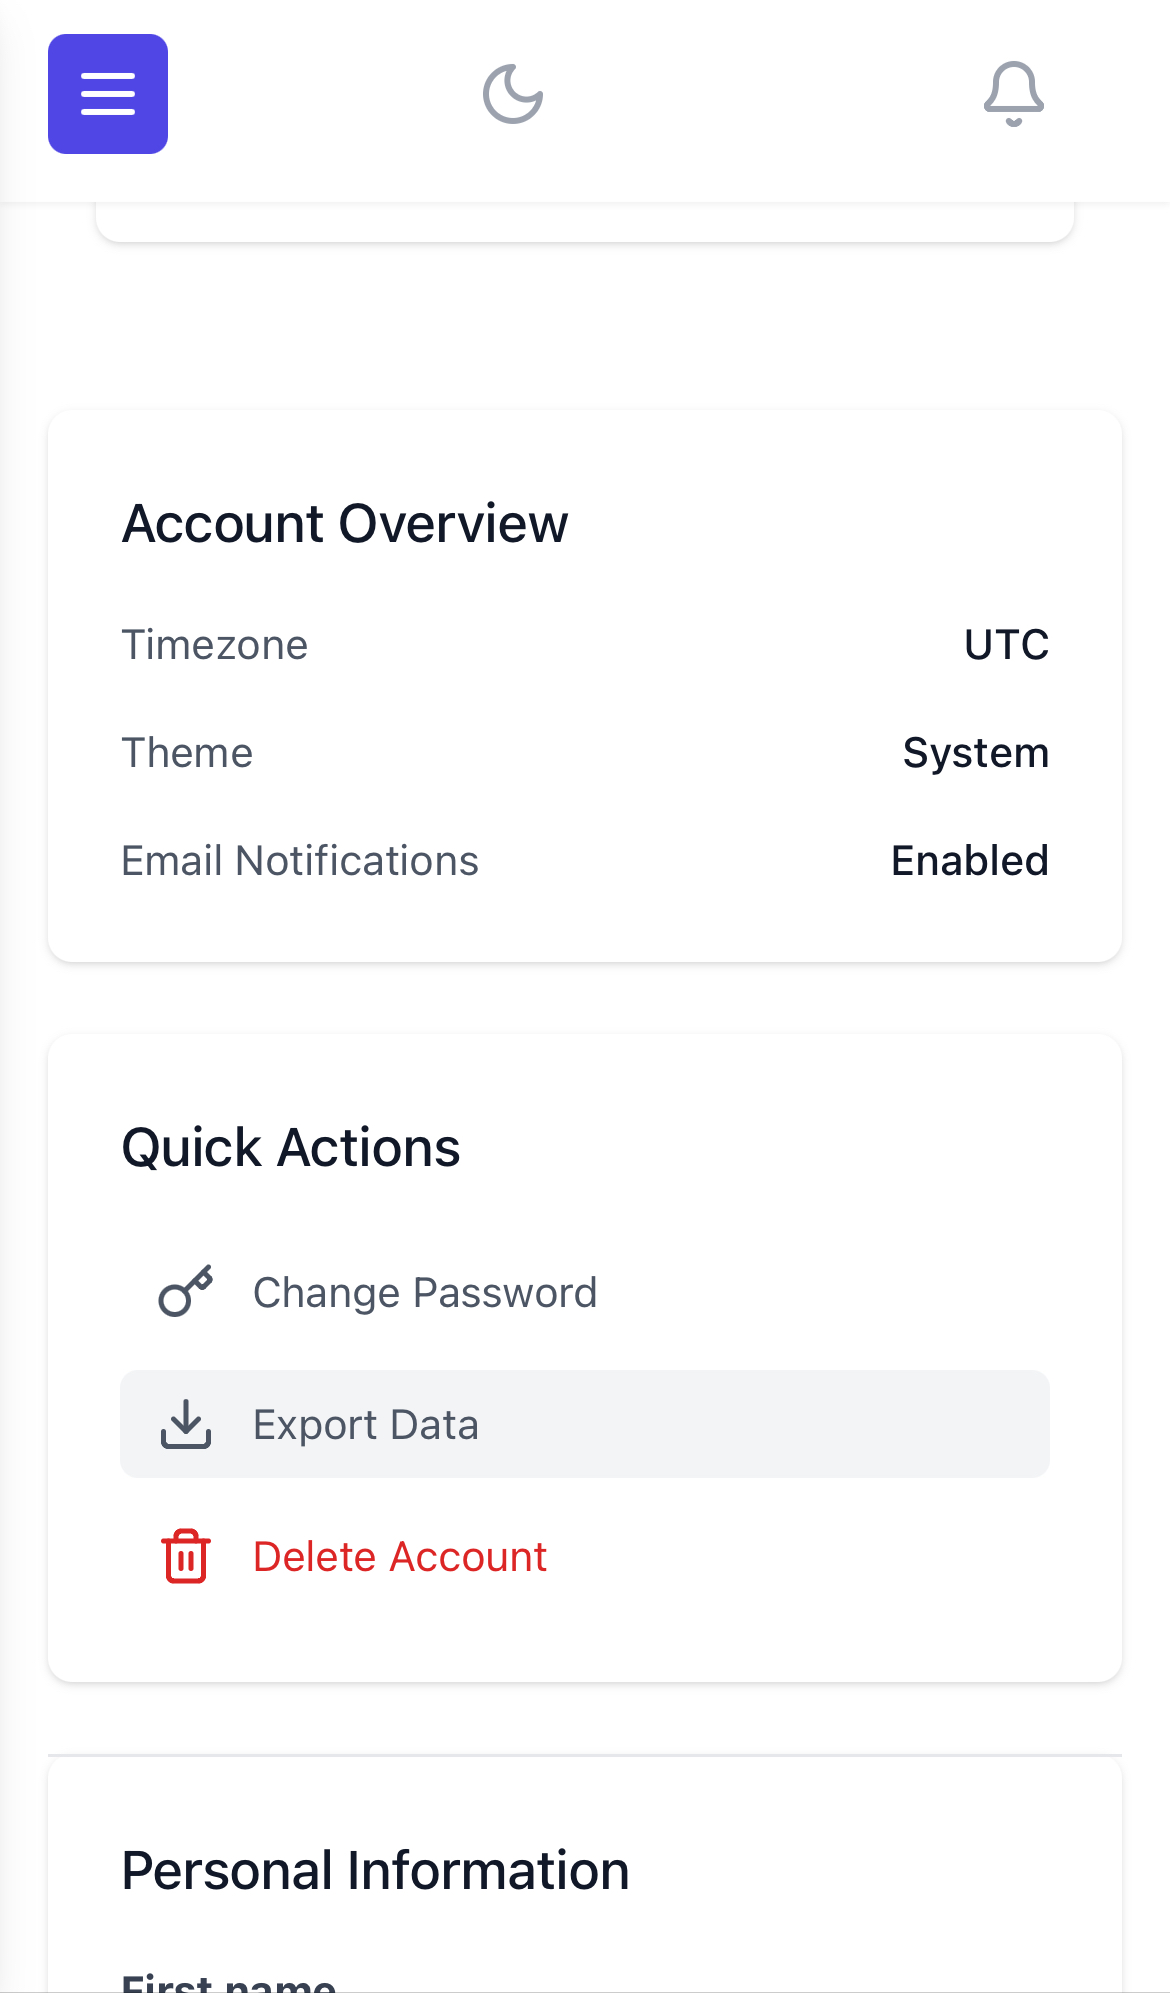 Account Overview
Timezone
UTC
Theme
System
Email Notifications
Enabled
Quick Actions
Change Password
Export Data
Delete Account
Personal Information
First name